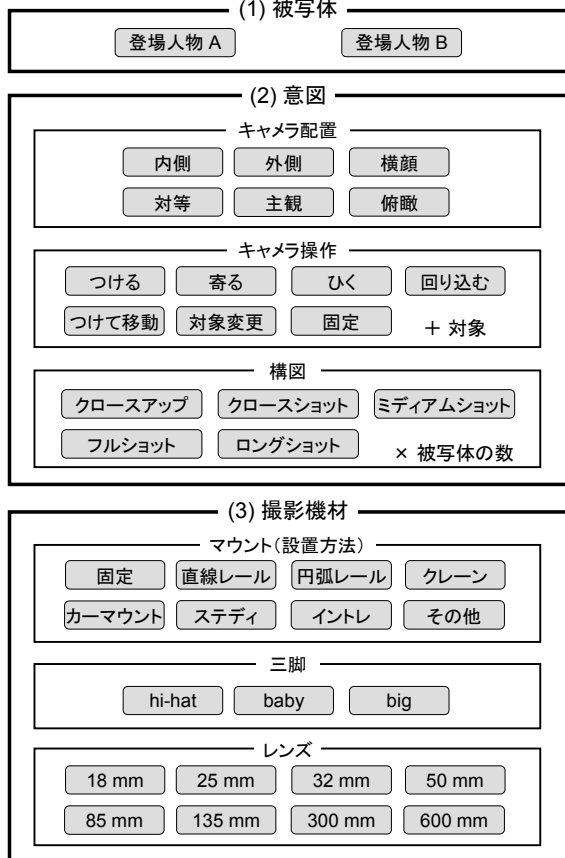 (1) 被写体
登場人物 A 登場人物 B
(2) 意図
キャメラ配置
内側 外側 横顔
対等 主観 俯瞰
キャメラ操作
つける 寄る ひく 回り込む
つけて移動 対象変更 固定 ＋ 対象
構図
クロースアップ クロースショット ミディアムショット
フルショット ロングショット × 被写体の数
(3) 撮影機材
マウント（設置方法）
固定 直線レール 円弧レール クレーン
カーマウント ステディ イントレ その他
三脚
hi-hat baby big
レンズ
18 mm 25 mm 32 mm 50 mm
85 mm 135 mm 300 mm 600 mm